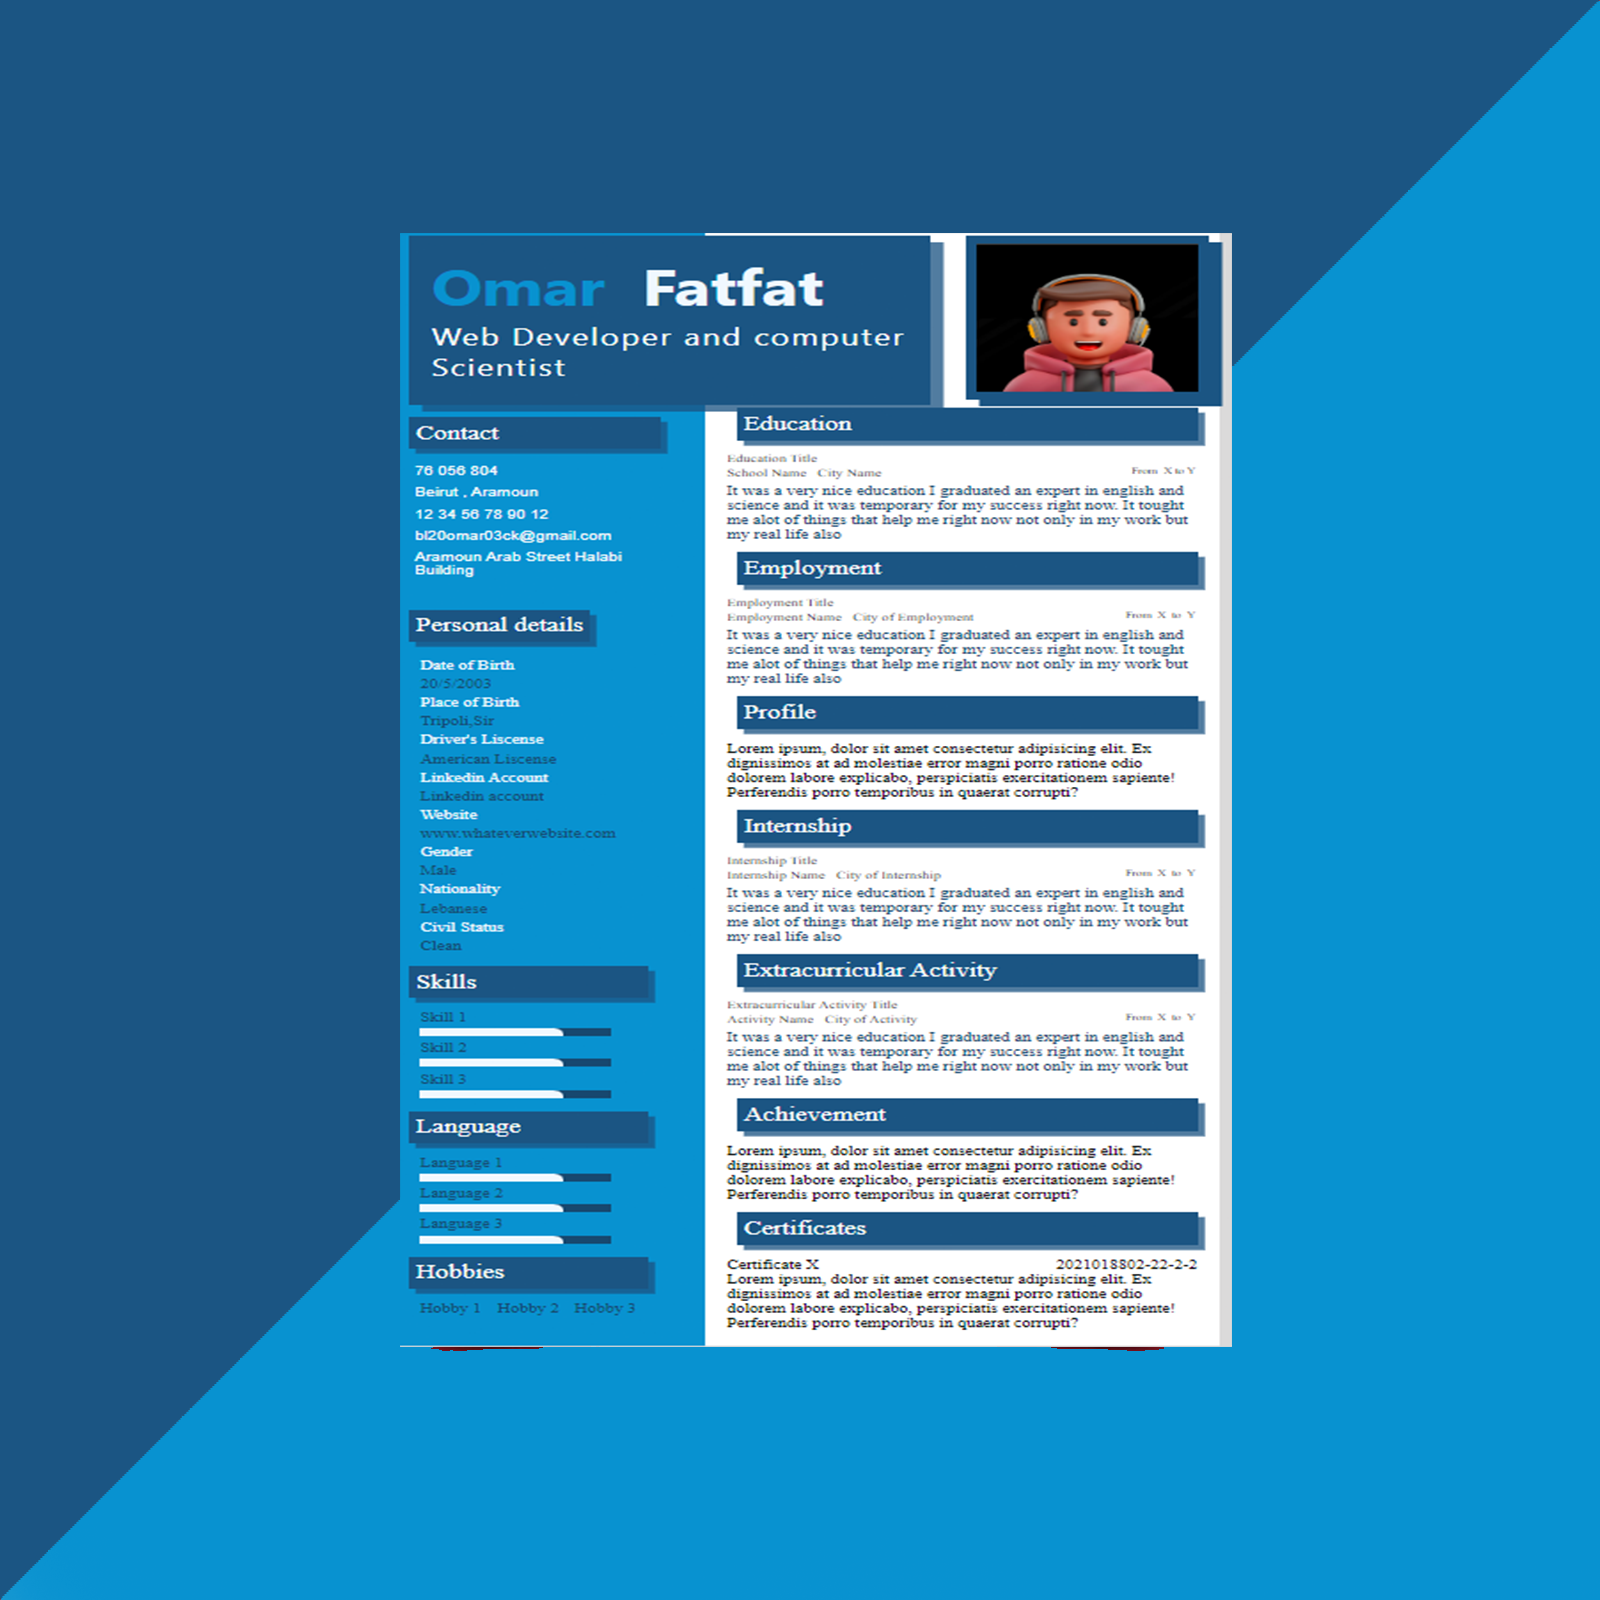 Omar Fatfat
Web Developer and computer
Scientist
Contact
76 056 804
Beirut , Aramoun
12 34 56 78 90 12
bl20omar03ck@gmail.com
Aramoun Arab Street Halabi
Building
Personal details
Date of Birth
20/5/2003
Place of Birth
Tripoli,Sir
Driver's Liscense
American Liscense
Linkedin Account
Linkedin account
Website
www.whateverwebsite.com
Gender
Male
Nationality
Lebanese
Civil Status
Clean
Skills
Skill 1
Skill 2
Skill 3
Language
Language 1
Language 2
Language 3
Hobbies
Hobby 1 Hobby 2 Hobby 3
Education
Education Title
School Name City Name From X to Y
It was a very nice education I graduated an expert in english and
science and it was temporary for my success right now. It tought
me alot of things that help me right now not only in my work but
my real life also
Employment
Employment Title
Employment Name City of Employment From X to Y
It was a very nice education I graduated an expert in english and
science and it was temporary for my success right now. It tought
me alot of things that help me right now not only in my work but
my real life also
Profile
Lorem ipsum, dolor sit amet consectetur adipisicing elit. Ex
dignissimos at ad molestiae error magni porro ratione odio
dolorem labore explicabo, perspiciatis exercitationem sapiente!
Perferendis porro temporibus in quaerat corrupti?
Internship
Internship Title
Internship Name City of Internship From X to Y
It was a very nice education I graduated an expert in english and
science and it was temporary for my success right now. It tought
me alot of things that help me right now not only in my work but
my real life also
Extracurricular Activity
Extracurricular Activity Title
Activity Name City of Activity From X to Y
It was a very nice education I graduated an expert in english and
science and it was temporary for my success right now. It tought
me alot of things that help me right now not only in my work but
my real life also
Achievement
Lorem ipsum, dolor sit amet consectetur adipisicing elit. Ex
dignissimos at ad molestiae error magni porro ratione odio
dolorem labore explicabo, perspiciatis exercitationem sapiente!
Perferendis porro temporibus in quaerat corrupti?
Certificates
Certificate X 2021018802-22-2-2
Lorem ipsum, dolor sit amet consectetur adipisicing elit. Ex
dignissimos at ad molestiae error magni porro ratione odio
dolorem labore explicabo, perspiciatis exercitationem sapiente!
Perferendis porro temporibus in quaerat corrupti?